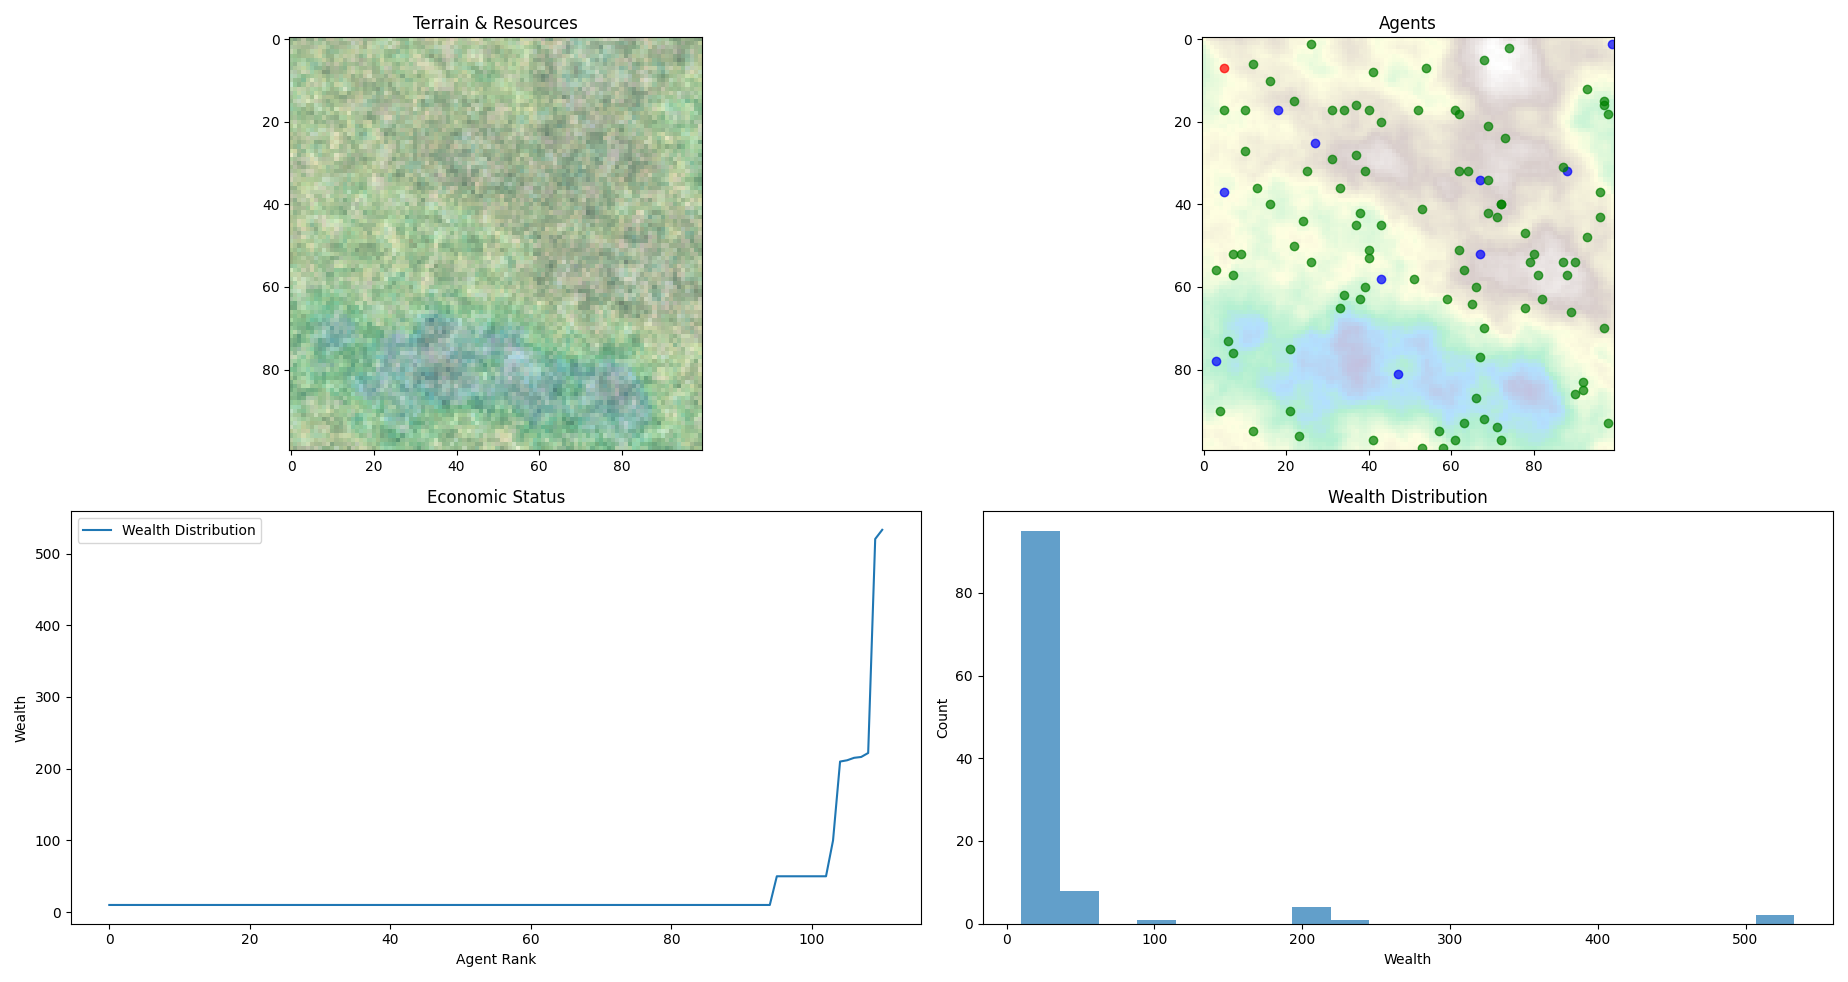 Terrain & Resources
0
20
40
60
80
0 20 40 60 80
Agents
0
20
40
60
80
0 20 40 60 80
Economic Status
Wealth Distribution
Wealth
500
400
300
200
100
0
0 20 40 60 80 100
Agent Rank
Wealth Distribution
Count
80
60
40
20
0
0 100 200 300 400 500
Wealth